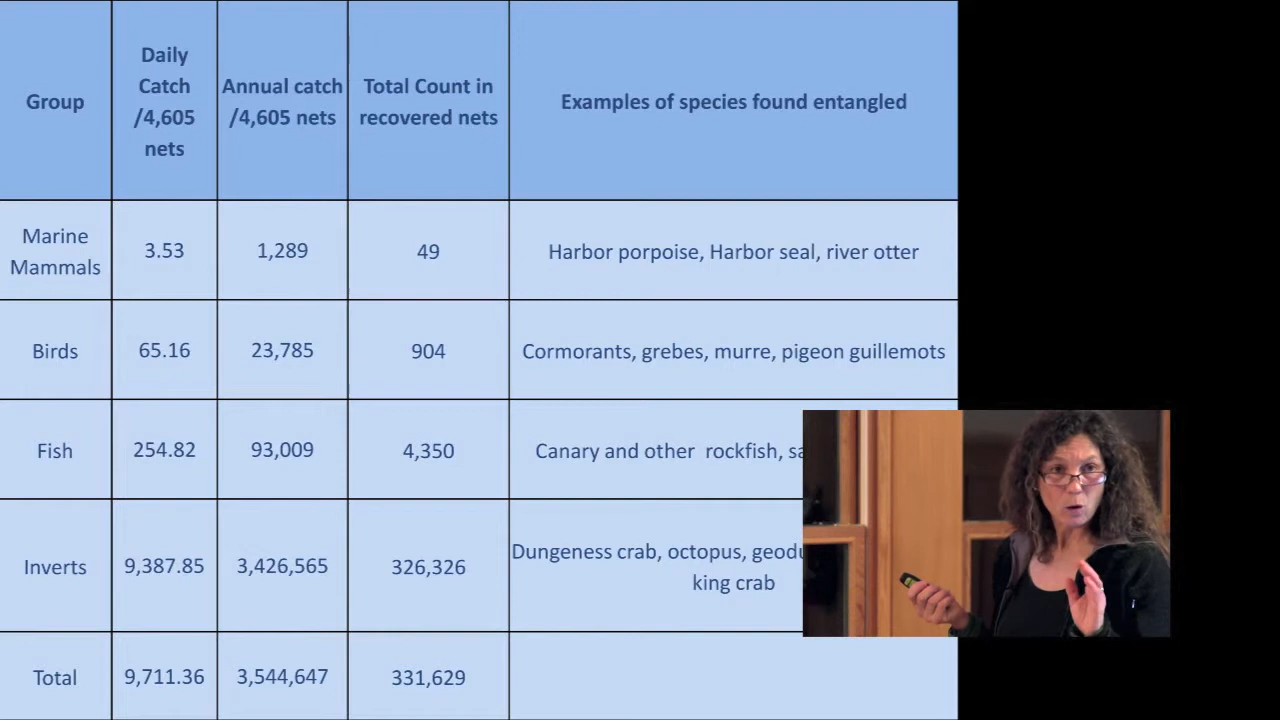 Group
Daily
Catch
/4,605
nets
Annual catch
/4,605 nets
Total Count in
recovered nets
Examples of species found entangled
Marine
Mammals
3.53
1,289
49
Harbor porpoise, Harbor seal, river otter
Birds
65.16
23,785
904
Cormorants, grebes, murre, pigeon guillemots
Fish
254.82
93,009
4,350
Canary and other rockfish,
Inverts
9,387.85
3,426,565
326,326
Dungeness crab, octopus,
king crab
Total
9,711.36
3,544,647
331,629